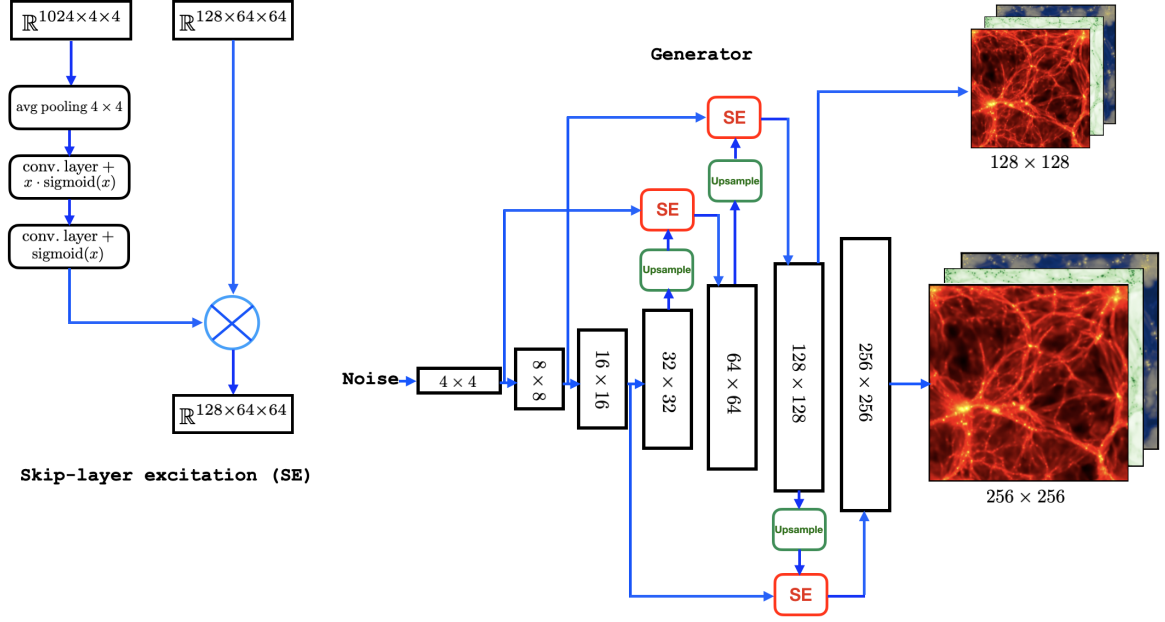 ℝ^{1024×4×4}
ℝ^{128×64×64}
avg pooling 4 × 4
conv. layer +
x · sigmoid(x)
conv. layer +
sigmoid(x)
ℝ^{128×64×64}
Skip-layer excitation (SE)
Generator
SE
Upsample
SE
Upsample
Noise
4 × 4
8 × 8
16 × 16
32 × 32
64 × 64
128 × 128
256 × 256
Upsample
SE
128 × 128
256 × 256